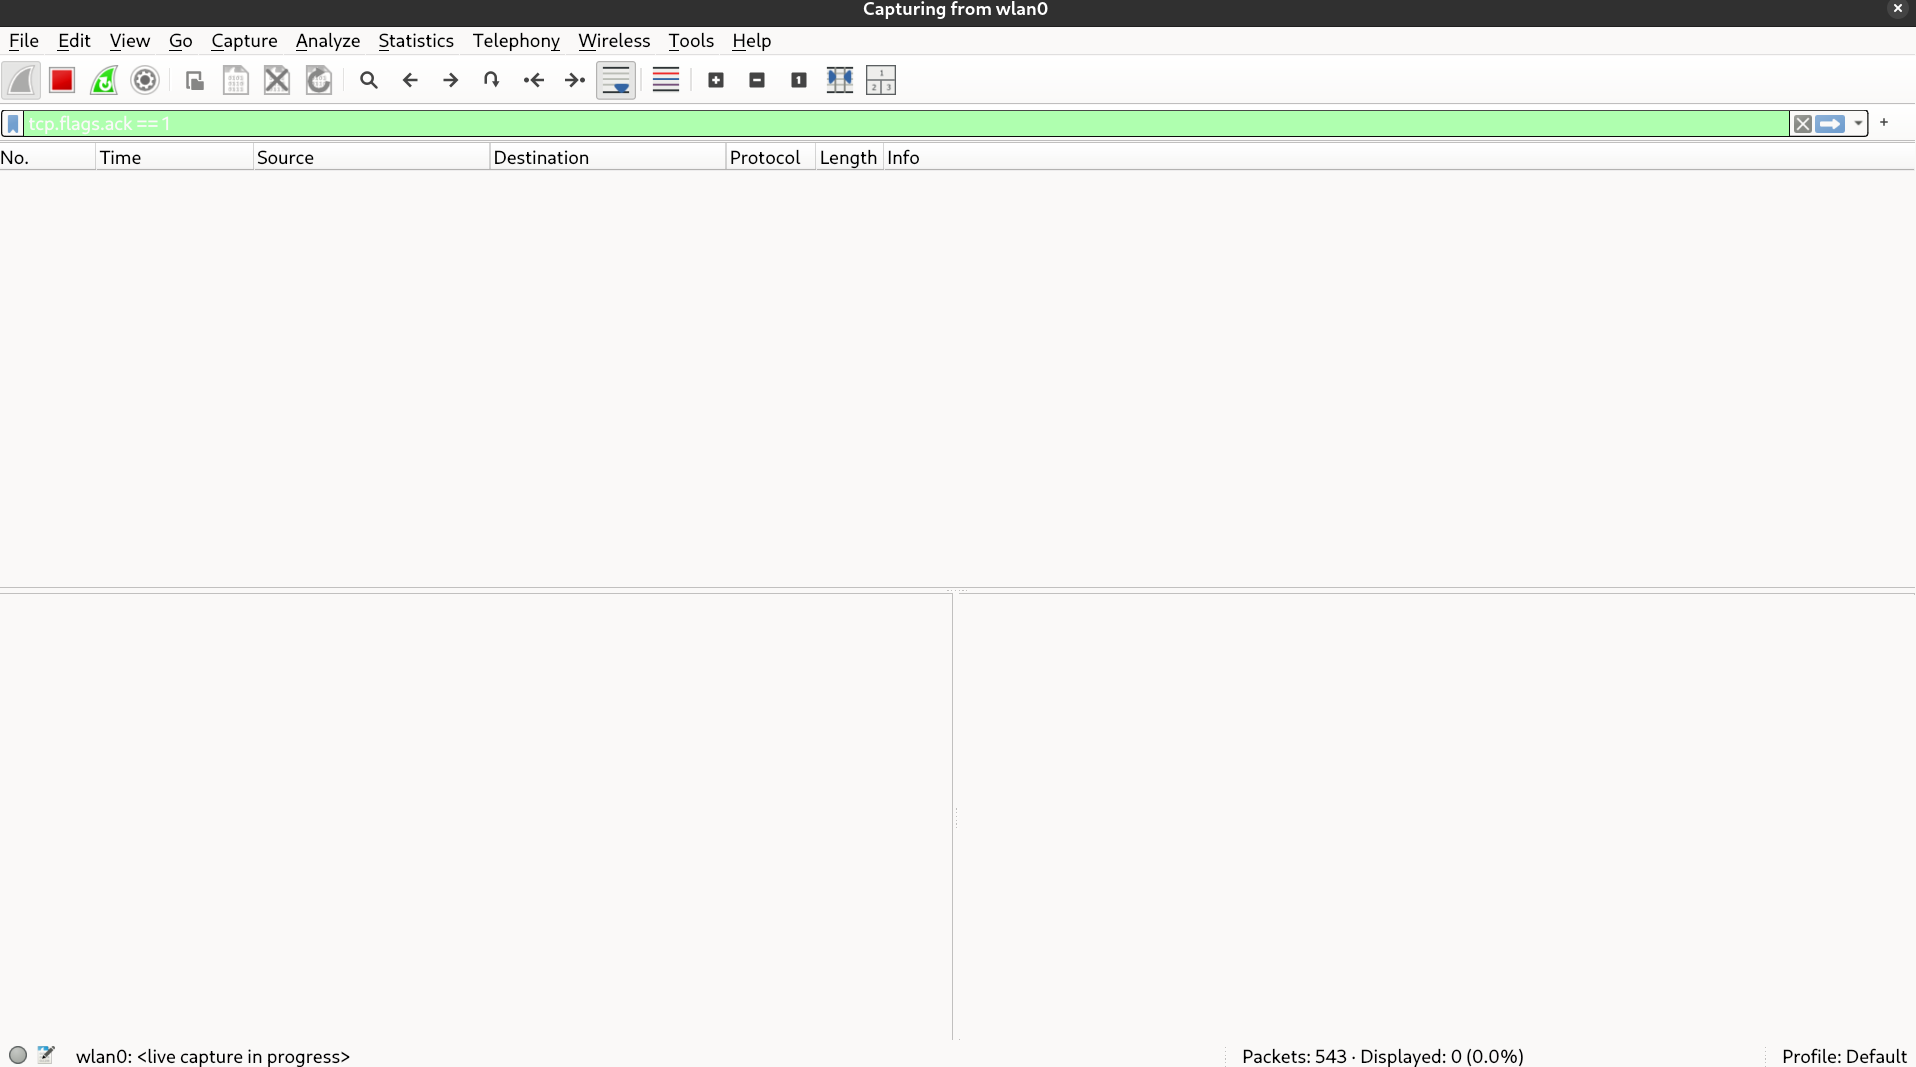 Capturing from wlan0
File Edit View Go Capture Analyze Statistics Telephony Wireless Tools Help
tcp.flags.ack == 1
No. Time Source Destination Protocol Length Info
wlan0: <live capture in progress> Packets: 543 · Displayed: 0 (0.0%) Profile: Default